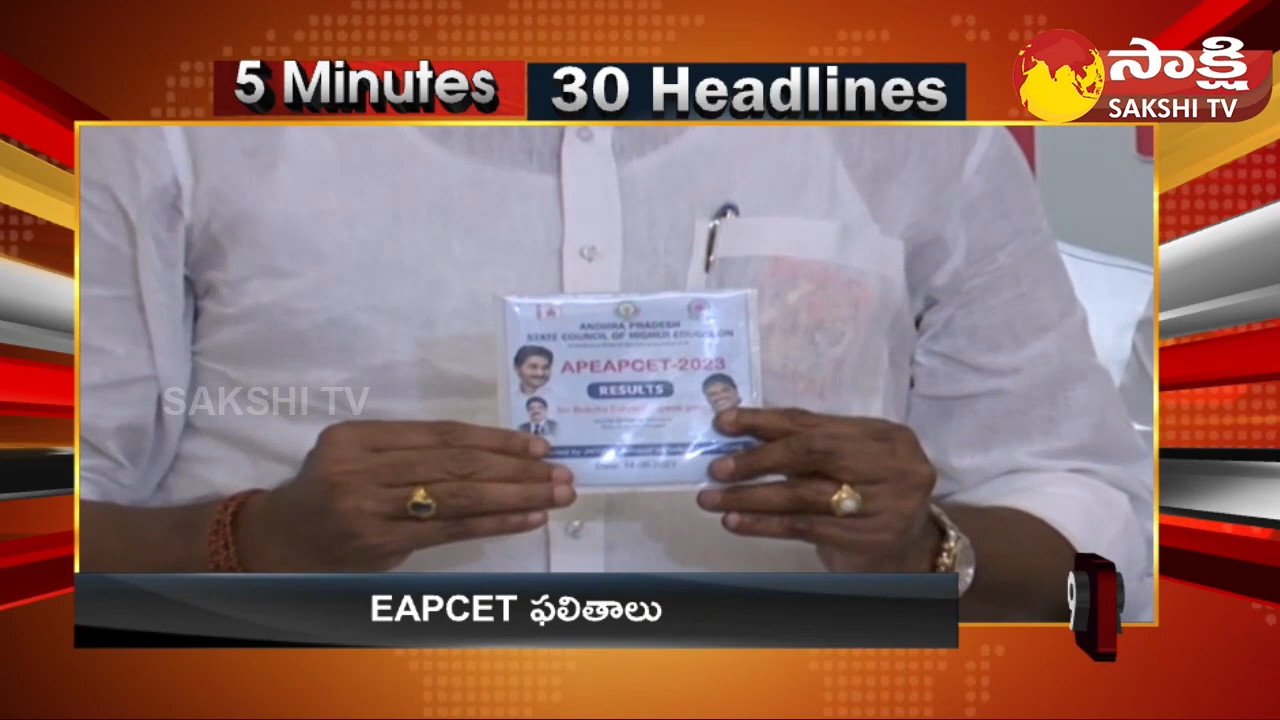 5 Minutes 30 Headlines
సాక్షి
SAKSHI TV
ANDHRA PRADESH
STATE COUNCIL OF HIGHER EDUCATION
APEAPCET-2023
RESULTS
SAKSHI TV
EAPCET ఫలితాలు